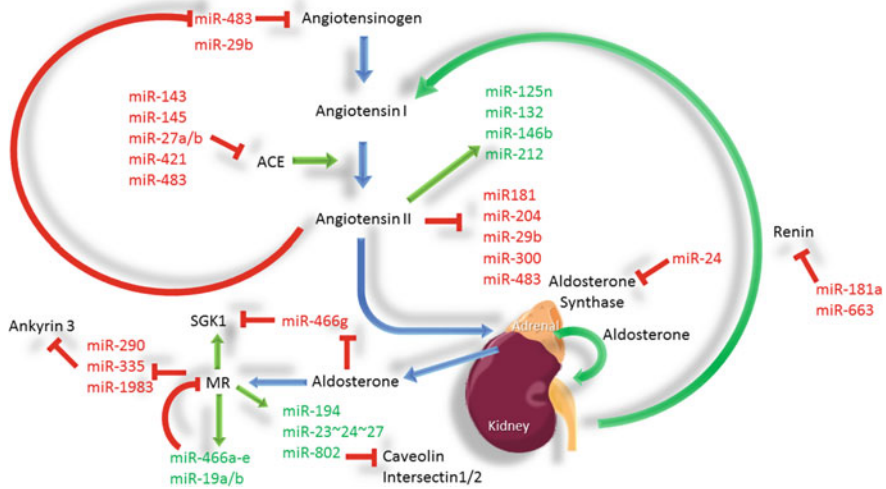 miR-483
miR-29b
Angiotensinogen
miR-143
miR-145
miR-27a/b
miR-421
miR-483
ACE
Angiotensin I
miR-125n
miR-132
miR-146b
miR-212
Angiotensin II
miR181
miR-204
miR-29b
miR-300
miR-483
Renin
miR-181a
miR-663
miR-24
Aldosterone
Synthase
Adrenal
Aldosterone
Kidney
Ankyrin 3
SGK1
miR-466g
miR-290
miR-335
miR-1983
MR
Aldosterone
miR-194
miR-23~24~27
miR-802
Caveolin
Intersectin1/2
miR-466a-e
miR-19a/b